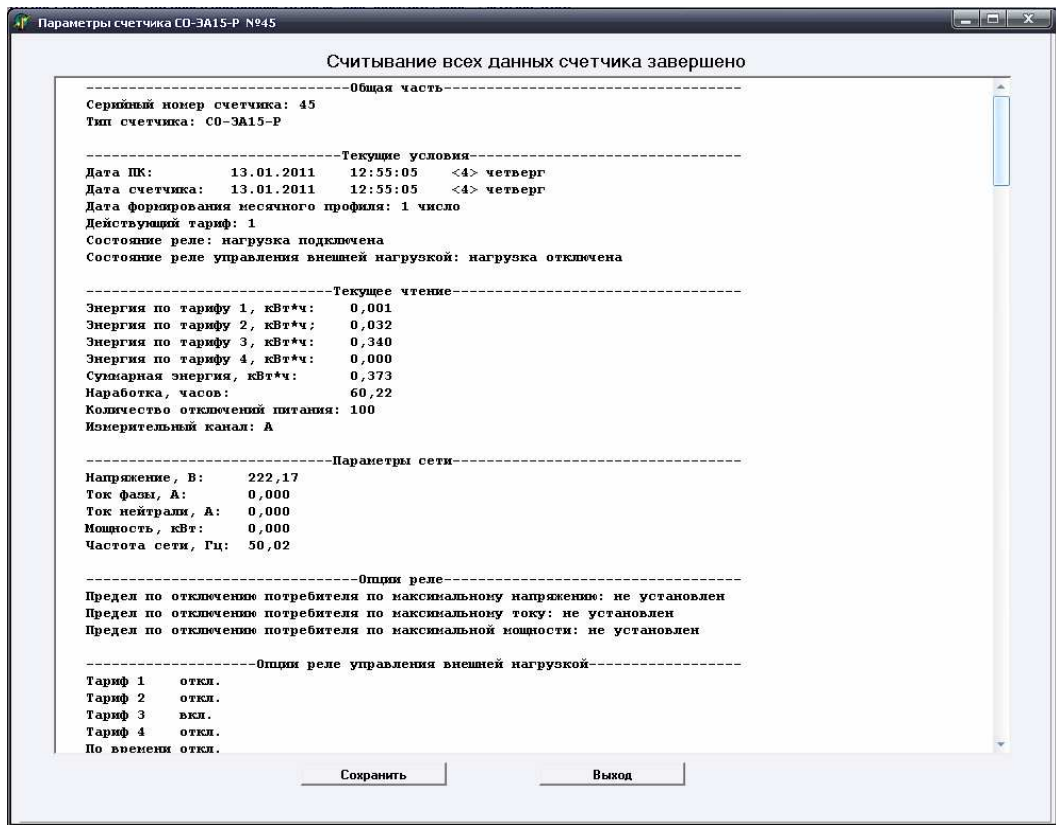 Параметры счетчика СО-ЭА15-Р №45
Считывание всех данных счетчика завершено
-------------------------------Общая часть-----------------------------------
Серийный номер счетчика: 45
Тип счетчика: СО-ЭА15-Р
------------------------------Текущие условия--------------------------------
Дата ПК: 13.01.2011 12:55:05 <4> четверг
Дата счетчика: 13.01.2011 12:55:05 <4> четверг
Дата формирования месячного профиля: 1 число
Действующий тариф: 1
Состояние реле: нагрузка подключена
Состояние реле управления внешней нагрузкой: нагрузка отключена
-----------------------------Текущее чтение----------------------------------
Энергия по тарифу 1, кВт*ч: 0,001
Энергия по тарифу 2, кВт*ч; 0,032
Энергия по тарифу 3, кВт*ч: 0,340
Энергия по тарифу 4, кВт*ч: 0,000
Суммарная энергия, кВт*ч: 0,373
Наработка, часов: 60,22
Количество отключений питания: 100
Измерительный канал: А
-----------------------------Параметры сети----------------------------------
Напряжение, В: 222,17
Ток фазы, А: 0,000
Ток нейтрали, А: 0,000
Мощность, кВт: 0,000
Частота сети, Гц: 50,02
--------------------------------Опции реле-----------------------------------
Предел по отключению потребителя по максимальному напряжению: не установлен
Предел по отключению потребителя по максимальному току: не установлен
Предел по отключению потребителя по максимальной мощности: не установлен
--------------------Опции реле управления внешней нагрузкой------------------
Тариф 1 откл.
Тариф 2 откл.
Тариф 3 вкл.
Тариф 4 откл.
По времени откл.
Сохранить Выход